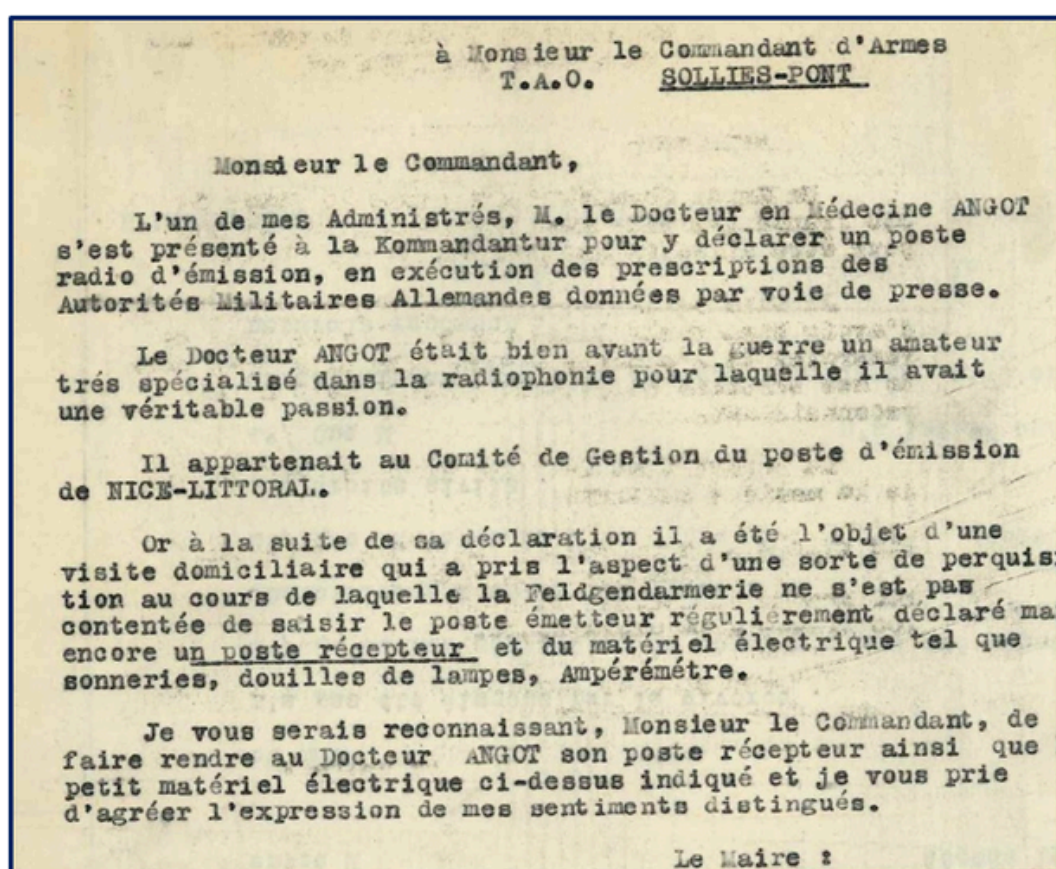 à Monsieur le Commandant d'Armes
T.A.O. SOLLIES-PONT
Monsieur le Commandant,
L'un de mes Administrés, M. le Docteur en Médecine ANGOT
s'est présenté à la Kommandantur pour y déclarer un poste
radio d'émission, en exécution des prescriptions des
Autorités Militaires Allemandes données par voie de presse.
Le Docteur ANGOT était bien avant la guerre un amateur
trés spécialisé dans la radiophonie pour laquelle il avait
une véritable passion.
Il appartenait au Comité de Gestion du poste d'émission
de NICE-LITTORAL.
Or à la suite de sa déclaration il a été l'objet d'une
visite domiciliaire qui a pris l'aspect d'une sorte de perquisi
tion au cours de laquelle la Feldgendarmerie ne s'est pas
contentée de saisir le poste émetteur réguliérement déclaré ma
encore un poste récepteur et du matériel électrique tel que
sonneries, douilles de lampes, Ampérémétre.
Je vous serais reconnaissant, Monsieur le Commandant, de
faire rendre au Docteur ANGOT son poste récepteur ainsi que
petit matériel électrique ci-dessus indiqué et je vous prie
d'agréer l'expression de mes sentiments distingués.
Le Maire :